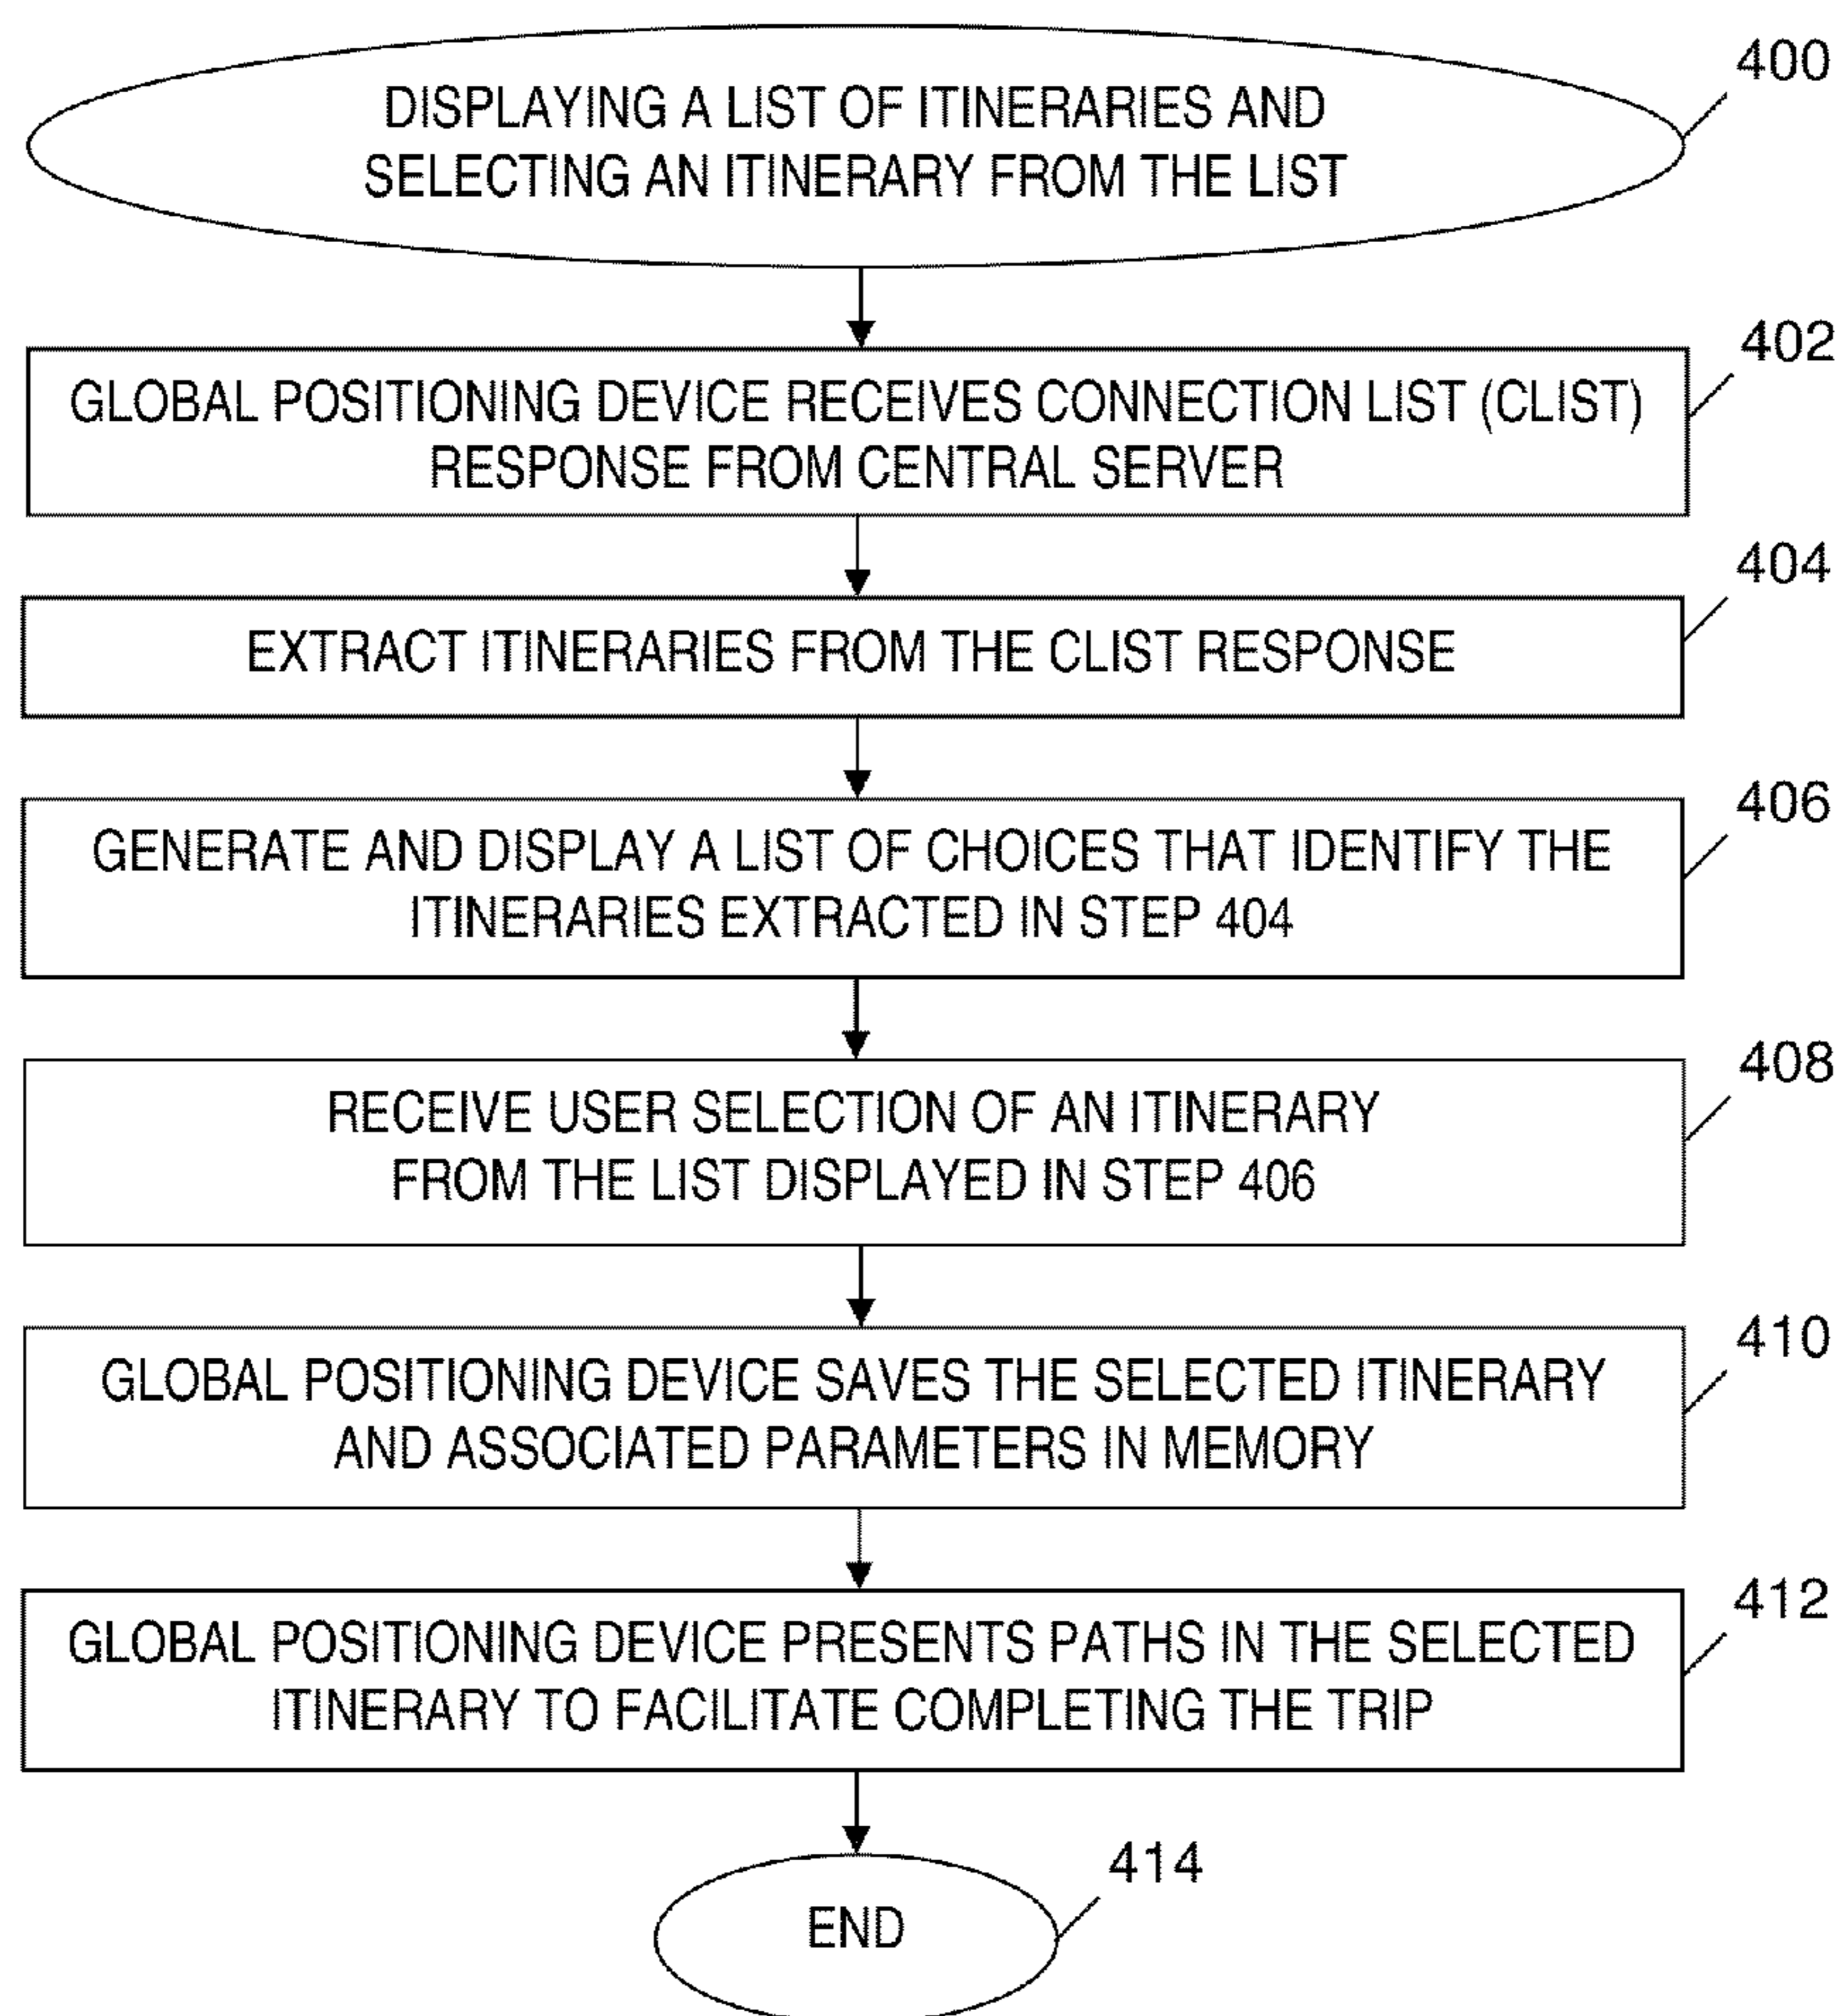 400
DISPLAYING A LIST OF ITINERARIES AND
SELECTING AN ITINERARY FROM THE LIST
402
GLOBAL POSITIONING DEVICE RECEIVES CONNECTION LIST (CLIST)
RESPONSE FROM CENTRAL SERVER
404
EXTRACT ITINERARIES FROM THE CLIST RESPONSE
406
GENERATE AND DISPLAY A LIST OF CHOICES THAT IDENTIFY THE
ITINERARIES EXTRACTED IN STEP 404
408
RECEIVE USER SELECTION OF AN ITINERARY
FROM THE LIST DISPLAYED IN STEP 406
410
GLOBAL POSITIONING DEVICE SAVES THE SELECTED ITINERARY
AND ASSOCIATED PARAMETERS IN MEMORY
412
GLOBAL POSITIONING DEVICE PRESENTS PATHS IN THE SELECTED
ITINERARY TO FACILITATE COMPLETING THE TRIP
414
END